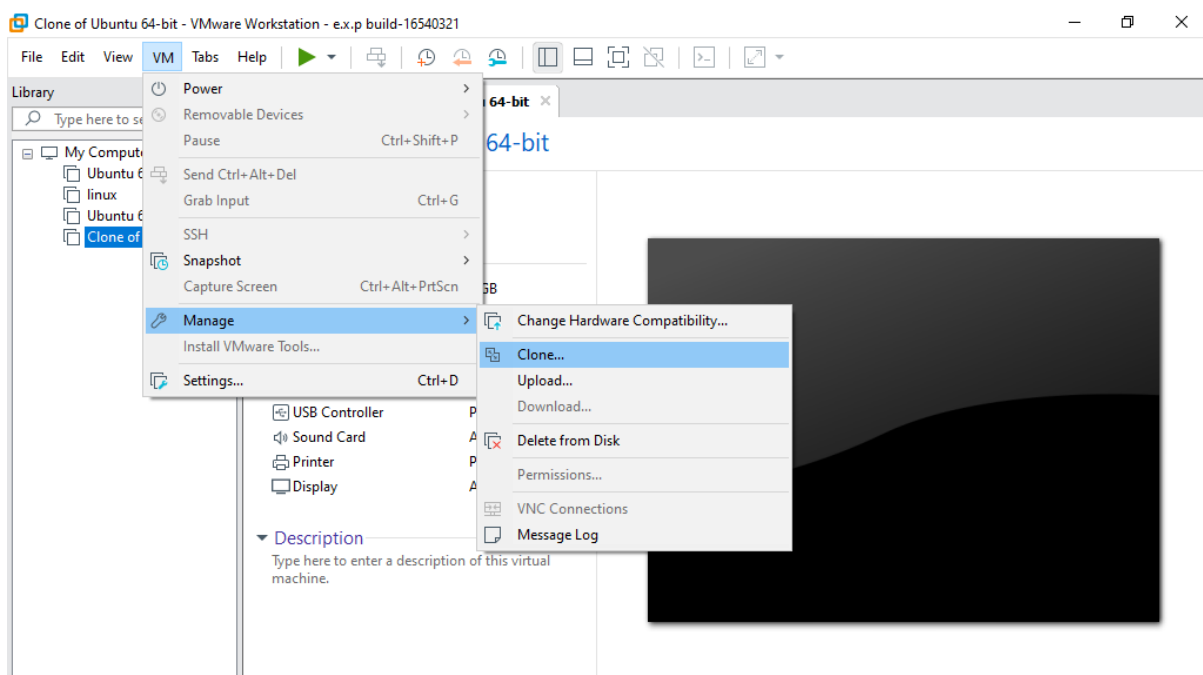 Clone of Ubuntu 64-bit - VMware Workstation - e.x.p build-16540321
File Edit View VM Tabs Help
Library
Type here to se
My Compute
Ubuntu 6
linux
Ubuntu 6
Clone of
64-bit
64-bit
Power
Removable Devices
Pause Ctrl+Shift+P
Send Ctrl+Alt+Del
Grab Input Ctrl+G
SSH
Snapshot
Capture Screen Ctrl+Alt+PrtScn
Manage
Install VMware Tools...
Settings... Ctrl+D
GB
Change Hardware Compatibility...
Clone...
Upload...
Download...
Delete from Disk
Permissions...
VNC Connections
Message Log
USB Controller P
Sound Card A
Printer P
Display A
Description
Type here to enter a description of this virtual
machine.